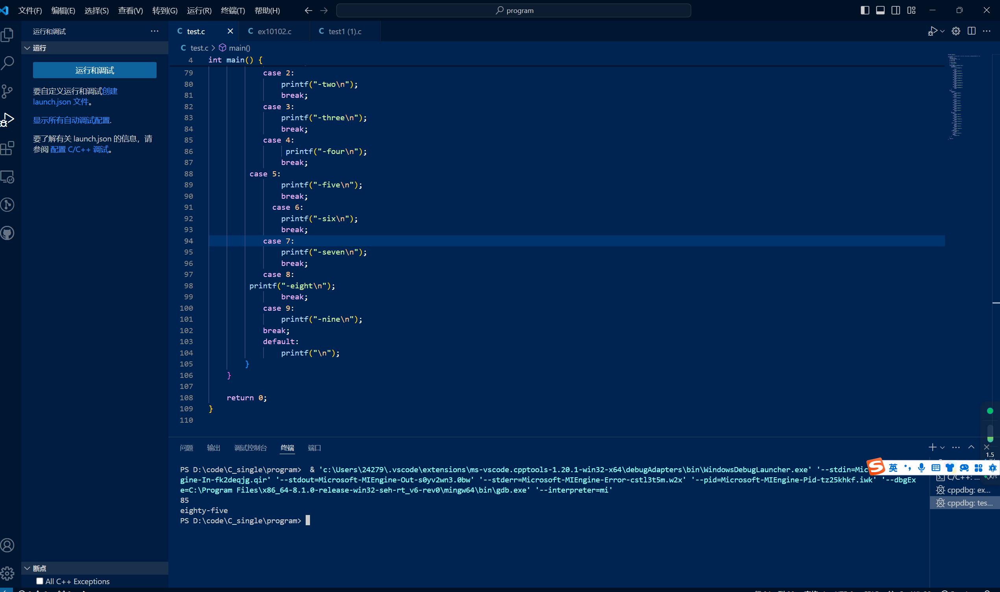 文件(F) 编辑(E) 选择(S) 查看(V) 转到(G) 运行(R) 终端(T) 帮助(H)
program
运行和调试
运行
运行和调试
要自定义运行和调试创建
launch.json 文件。
显示所有自动调试配置.
要了解有关 launch.json 的信息，请
参阅 配置 C/C++ 调试。
断点
All C++ Exceptions
C test.c
C ex10102.c
C test1 (1).c
C test.c > main()
4 int main() {
79 case 2:
80 printf("-two\n");
81 break;
82 case 3:
83 printf("-three\n");
84 break;
85 case 4:
86 printf("-four\n");
87 break;
88 case 5:
89 printf("-five\n");
90 break;
91 case 6:
92 printf("-six\n");
93 break;
94 case 7:
95 printf("-seven\n");
96 break;
97 case 8:
98 printf("-eight\n");
99 break;
100 case 9:
101 printf("-nine\n");
102 break;
103 default:
104 printf("\n");
105 }
106 }
107
108 return 0;
109 }
110
问题 输出 调试控制台 终端 端口
PS D:\code\C_single\program>  & 'c:\Users\24279\.vscode\extensions\ms-vscode.cpptools-1.20.1-win32-x64\debugAdapters\bin\WindowsDebugLauncher.exe' '--stdin=Mic
gine-In-fk2deqjg.qir' '--stdout=Microsoft-MIEngine-Out-s0yv2wn3.0bw' '--stderr=Microsoft-MIEngine-Error-cstl3t5m.w2x' '--pid=Microsoft-MIEngine-Pid-tz25khkf.iwk' '--dbgEx
e=C:\Program Files\x86_64-8.1.0-release-win32-seh-rt_v6-rev0\mingw64\bin\gdb.exe' '--interpreter=mi'
85
eighty-five
PS D:\code\C_single\program>
1.5
英
C/C++: ...
cppdbg: ex...
cppdbg: tes...